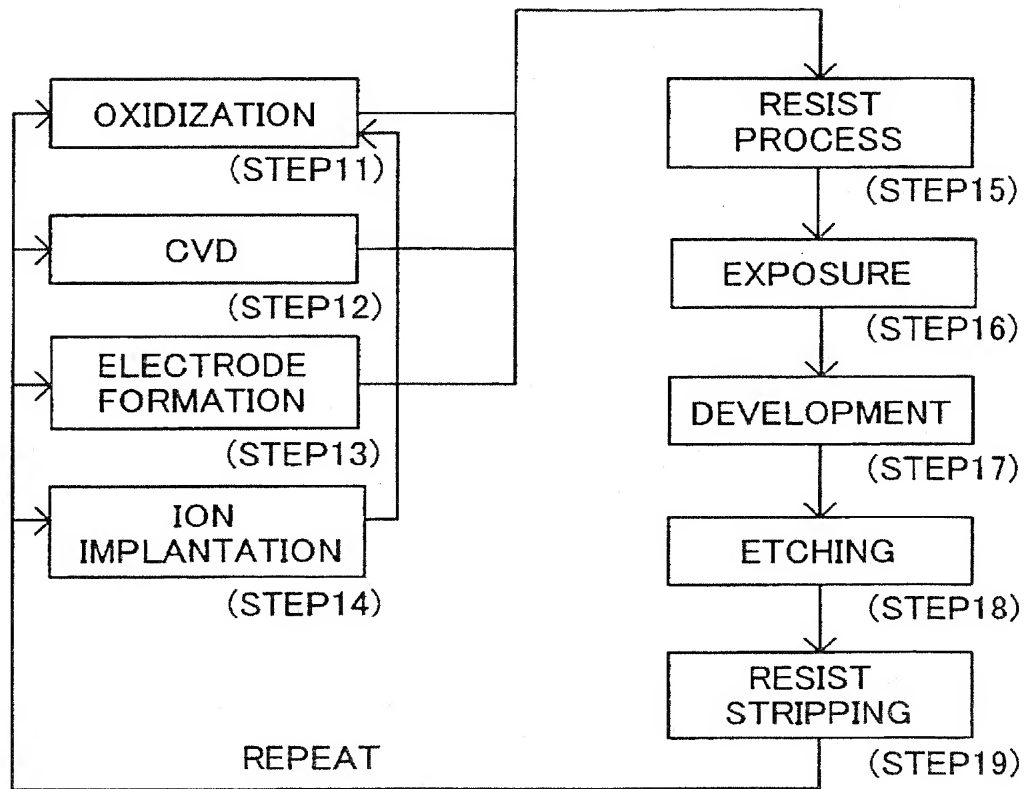 OXIDIZATION
(STEP11)
CVD
(STEP12)
ELECTRODE
FORMATION
(STEP13)
ION
IMPLANTATION
(STEP14)
REPEAT
RESIST
PROCESS
(STEP15)
EXPOSURE
(STEP16)
DEVELOPMENT
(STEP17)
ETCHING
(STEP18)
RESIST
STRIPPING
(STEP19)